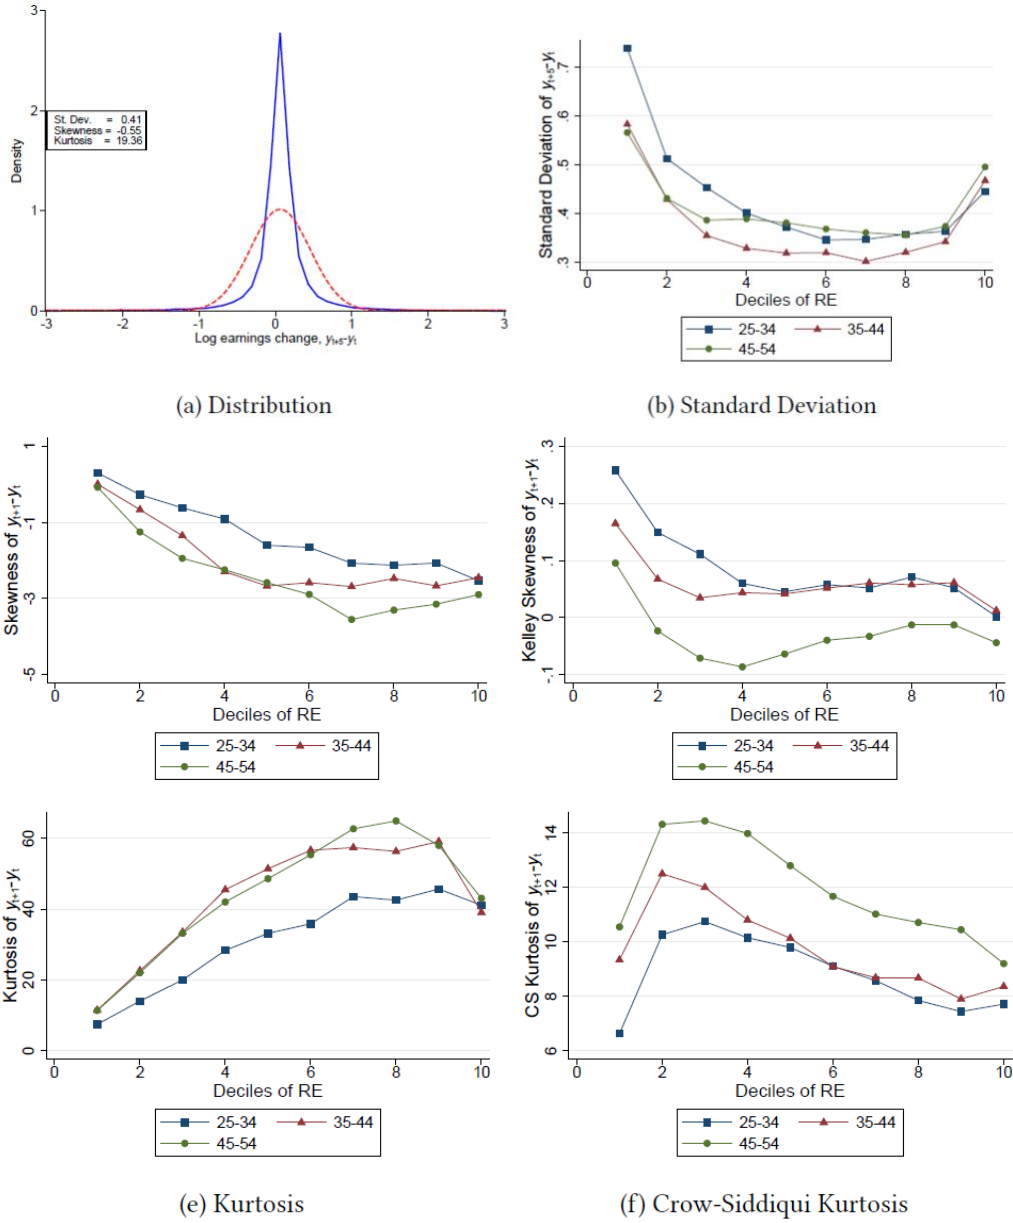 3
2
1
0
Density
St. Dev. = 0.41
Skewness = -0.55
Kurtosis = 19.36
-3 -2 -1 0 1 2 3
Log earnings change, yt+5-yt
(a) Distribution
.7
.6
.5
.4
.3
Standard Deviation of yt+5-yt
0 2 4 6 8 10
Deciles of RE
25-34 35-44
45-54
(b) Standard Deviation
1
-1
-3
-5
Skewness of yt+1-yt
0 2 4 6 8 10
Deciles of RE
25-34 35-44
45-54
.3
.2
.1
0
-.1
Kelley Skewness of yt+1-yt
0 2 4 6 8 10
Deciles of RE
25-34 35-44
45-54
60
40
20
0
Kurtosis of yt+1-yt
0 2 4 6 8 10
Deciles of RE
25-34 35-44
45-54
(e) Kurtosis
14
12
10
8
6
CS Kurtosis of yt+1-yt
0 2 4 6 8 10
Deciles of RE
25-34 35-44
45-54
(f) Crow-Siddiqui Kurtosis